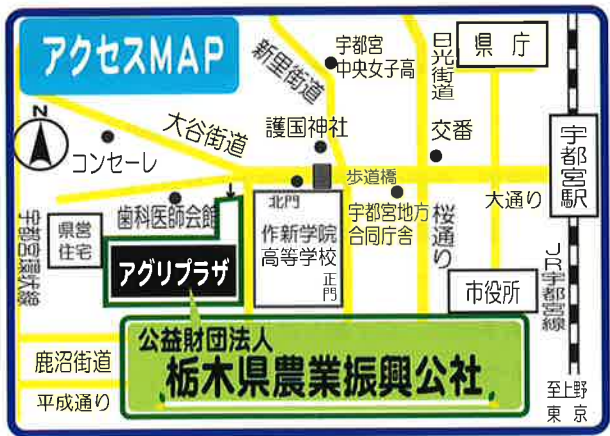 アクセスMAP
新里街道
宇都宮
中央女子高
日光街道
県庁
N
コンセーレ
大谷街道
護国神社
交番
宇都宮駅
歩道橋
大通り
北門
宇都宮地方
合同庁舎
桜通り
宇都宮環状線
県営
住宅
歯科医師会館
作新学院
高等学校
正門
アグリプラザ
市役所
JR宇都宮線
公益財団法人
栃木県農業振興公社
鹿沼街道
平成通り
至上野
東京